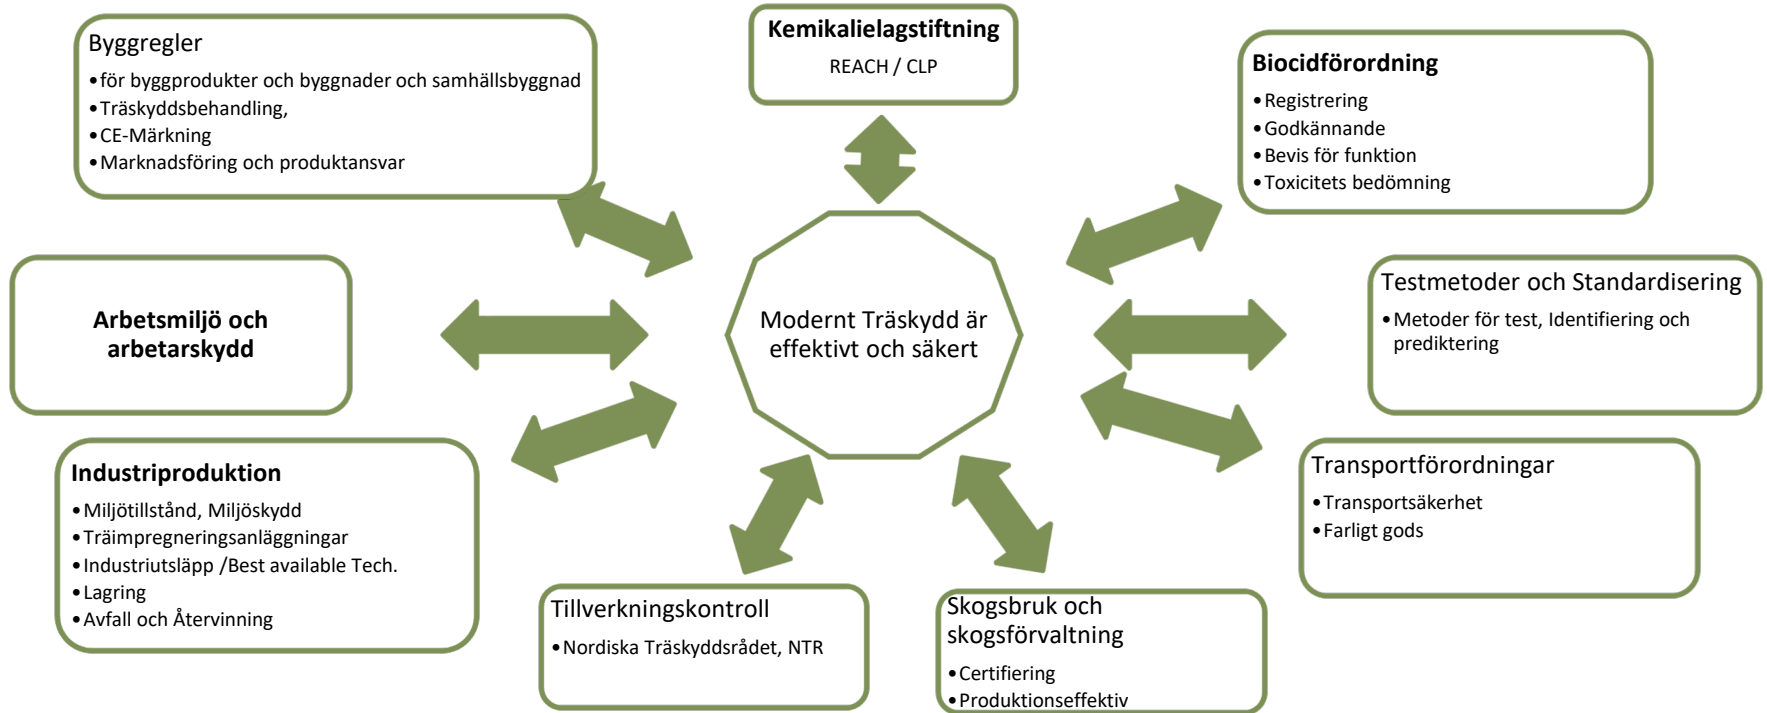 Byggregler
•för byggprodukter och byggnader och samhällsbyggnad
•Träskyddsbehandling,
•CE-Märkning
•Marknadsföring och produktansvar
Kemikalielagstiftning
REACH / CLP
Biocidförordning
•Registrering
•Godkännande
•Bevis för funktion
•Toxicitets bedömning
Arbetsmiljö och
arbetarskydd
Modernt Träskydd är
effektivt och säkert
Testmetoder och Standardisering
•Metoder för test, Identifiering och
prediktering
Industriproduktion
•Miljötillstånd, Miljöskydd
•Träimpregneringsanläggningar
•Industriutsläpp /Best available Tech.
•Lagring
•Avfall och Återvinning
Tillverkningskontroll
•Nordiska Träskyddsrådet, NTR
Skogsbruk och
skogsförvaltning
•Certifiering
•Produktionseffektiv
Transportförordningar
•Transportsäkerhet
•Farligt gods